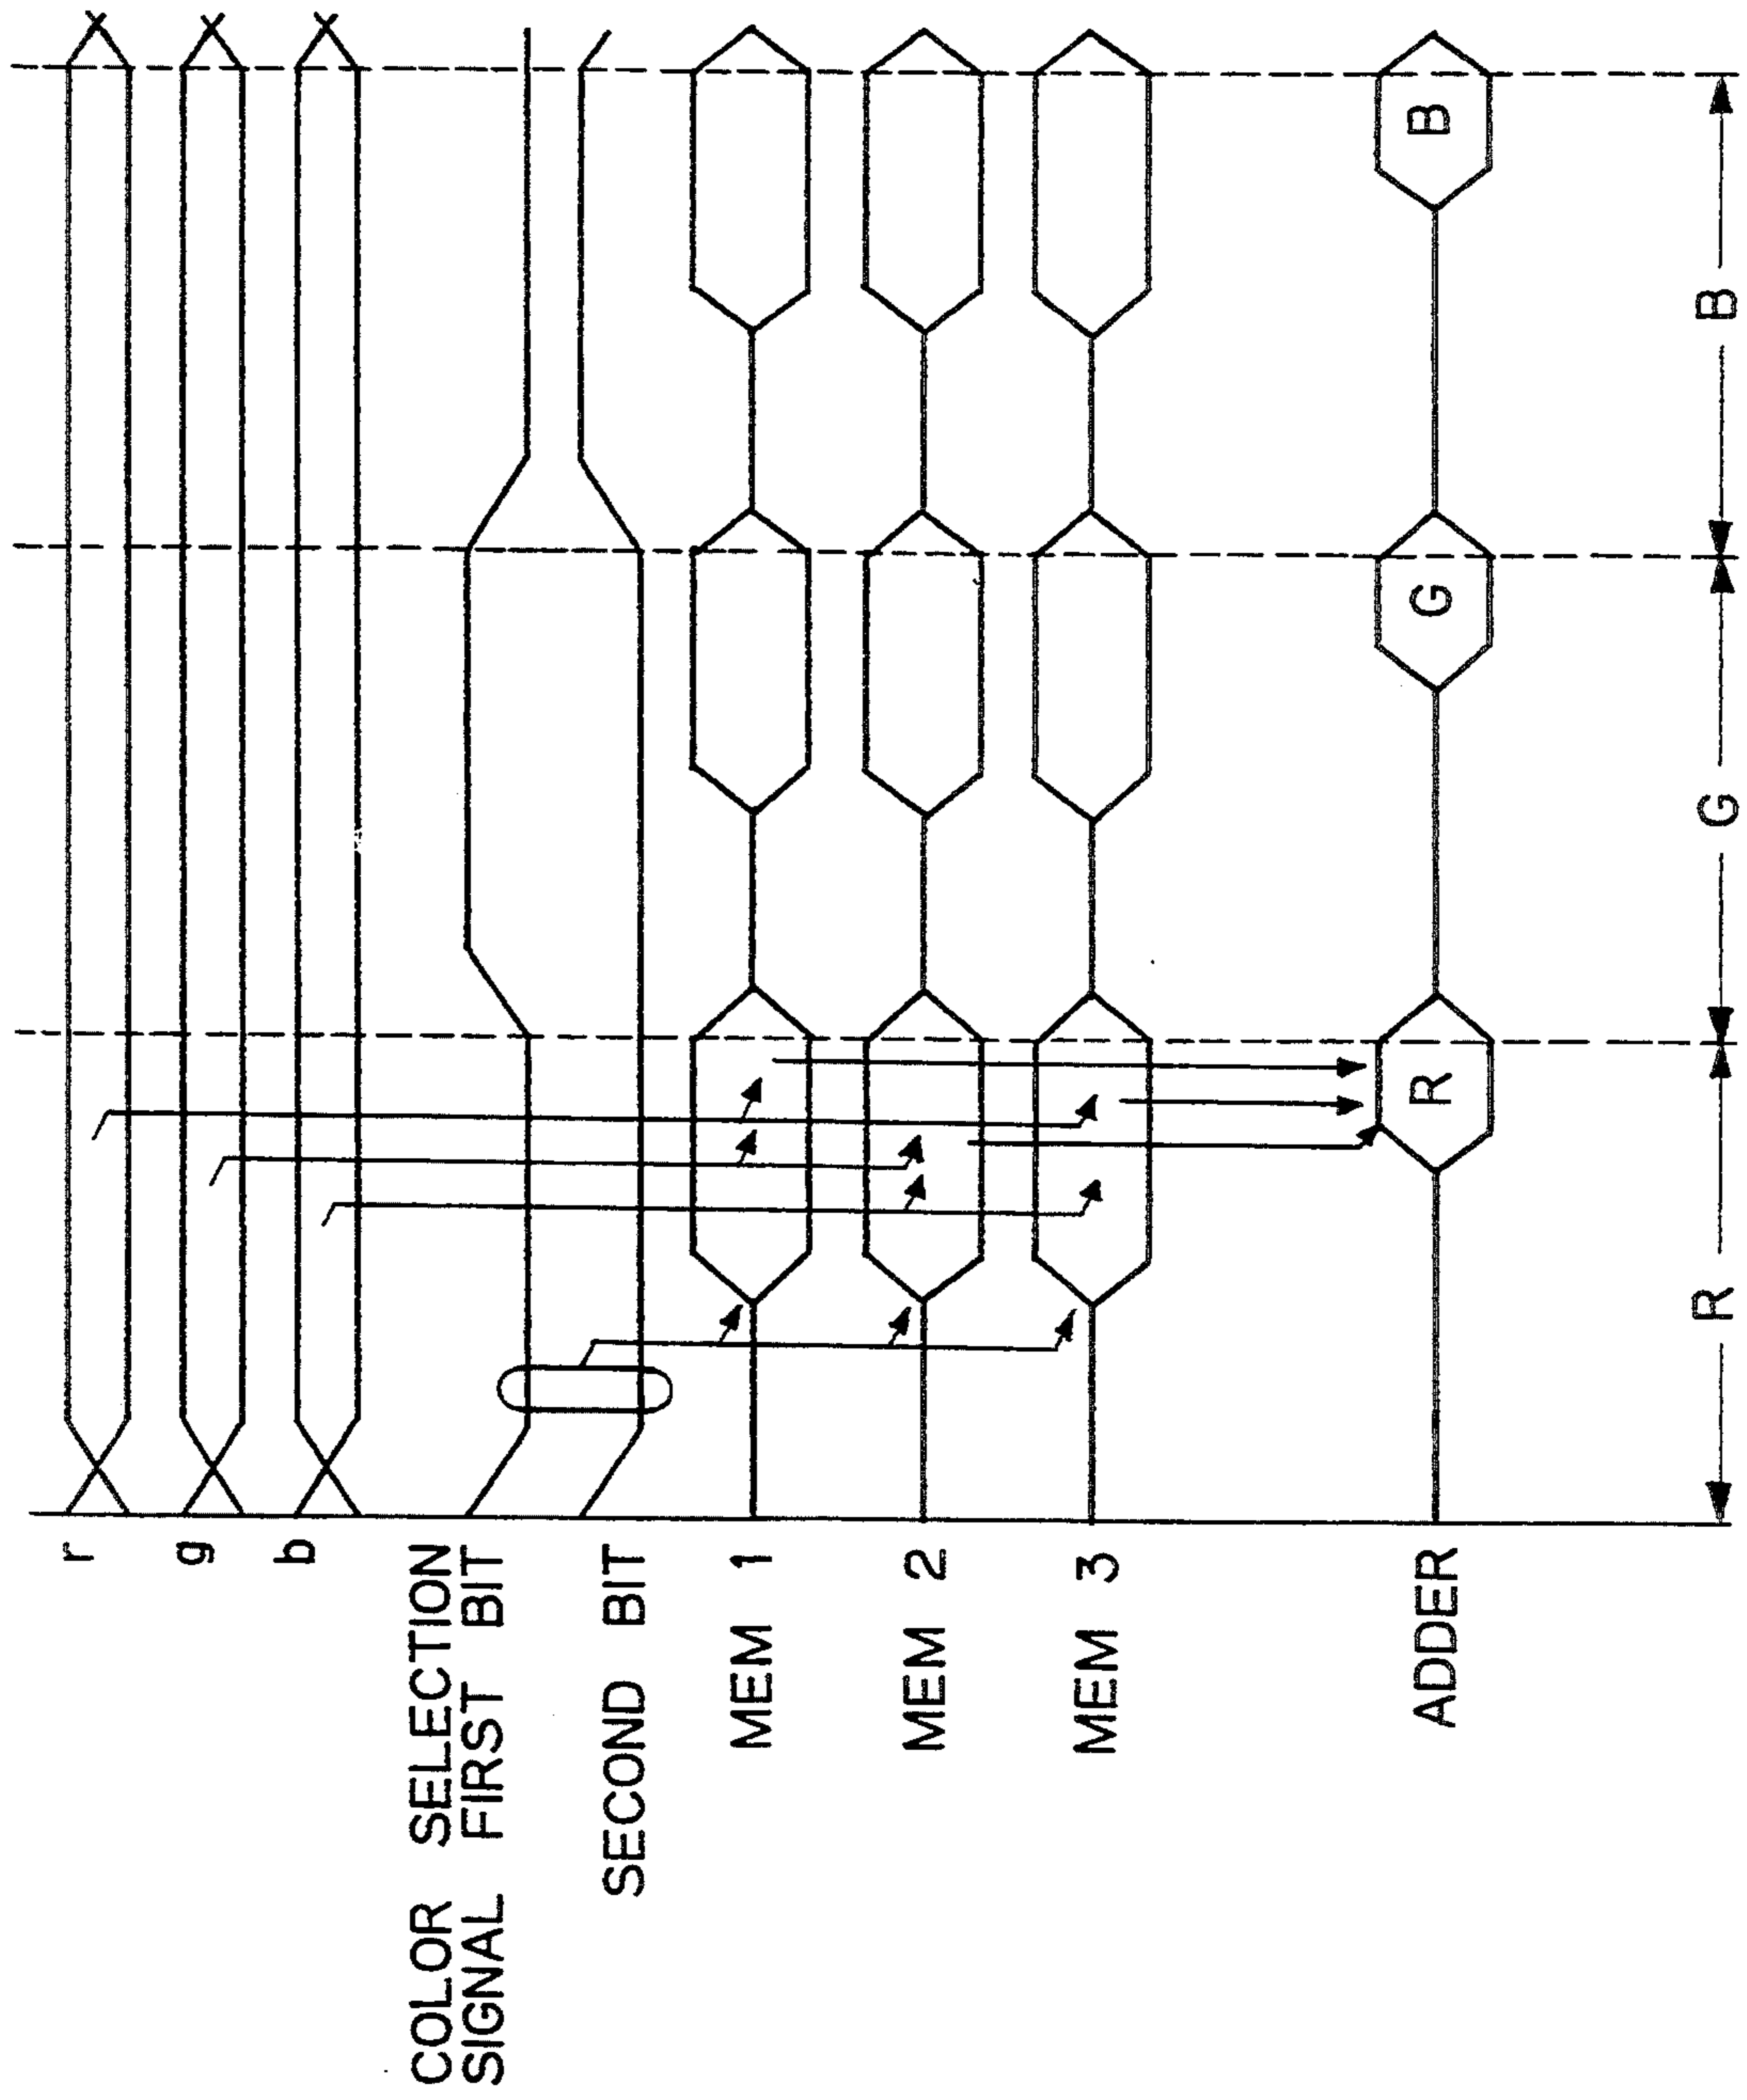 r
g
b
COLOR SELECTION
SIGNAL FIRST BIT
SECOND BIT
MEM 1
MEM 2
MEM 3
ADDER
R
G
B
R
G
B